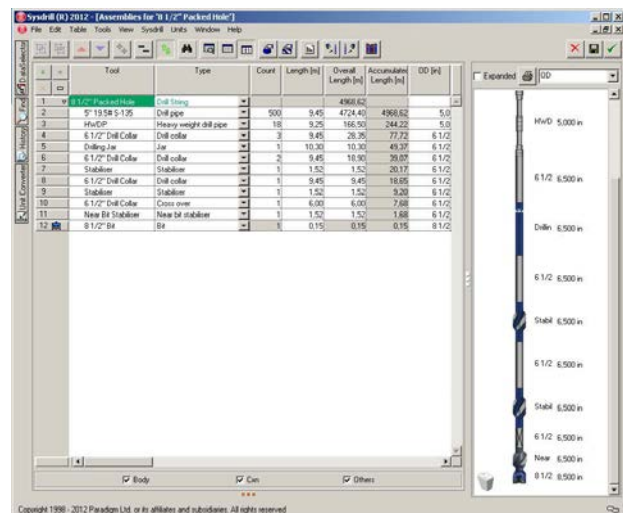 Sysdrill (R) 2012 - [Assemblies for "8 1/2" Packed Hole"]
File Edit Table Tools View Sysdrill Units Window Help
DataSelector
Find
History
Unit Converter
Tool Type Count Length [m] Overall Length [m] Accumulated Length [m] OD [in]
1 8 1/2" Packed Hole Drill String 4968,62
2 5" 19.5# S-135 Drill pipe 500 9,45 4724,40 4968,62 5,0
3 HWDP Heavy weight drill pipe 18 9,25 166,50 244,22 5,0
4 6 1/2" Drill Collar Drill collar 3 9,45 28,35 77,72 6 1/2
5 Drilling Jar Jar 1 10,30 10,30 49,37 6 1/2
6 6 1/2" Drill Collar Drill collar 2 9,45 18,90 39,07 6 1/2
7 Stabiliser Stabiliser 1 1,52 1,52 20,17 6 1/2
8 6 1/2" Drill Collar Drill collar 1 9,45 9,45 18,65 6 1/2
9 Stabiliser Stabiliser 1 1,52 1,52 9,20 6 1/2
10 6 1/2" Drill Collar Cross over 1 6,00 6,00 7,68 6 1/2
11 Near Bit Stabiliser Near bit stabiliser 1 1,52 1,52 1,68 6 1/2
12 8 1/2" Bit Bit 1 0,15 0,15 0,15 8 1/2
Expanded OD
HWD 5,000 in
6 1/2 6,500 in
Drillin 6,500 in
6 1/2 6,500 in
Stabil 6,500 in
6 1/2 6,500 in
Stabil 6,500 in
6 1/2 6,500 in
Near 6,500 in
8 1/2 8,500 in
Body Cxn Others
Copyright 1998 - 2012 Paradigm Ltd. or its affiliates and subsidiaries. All rights reserved